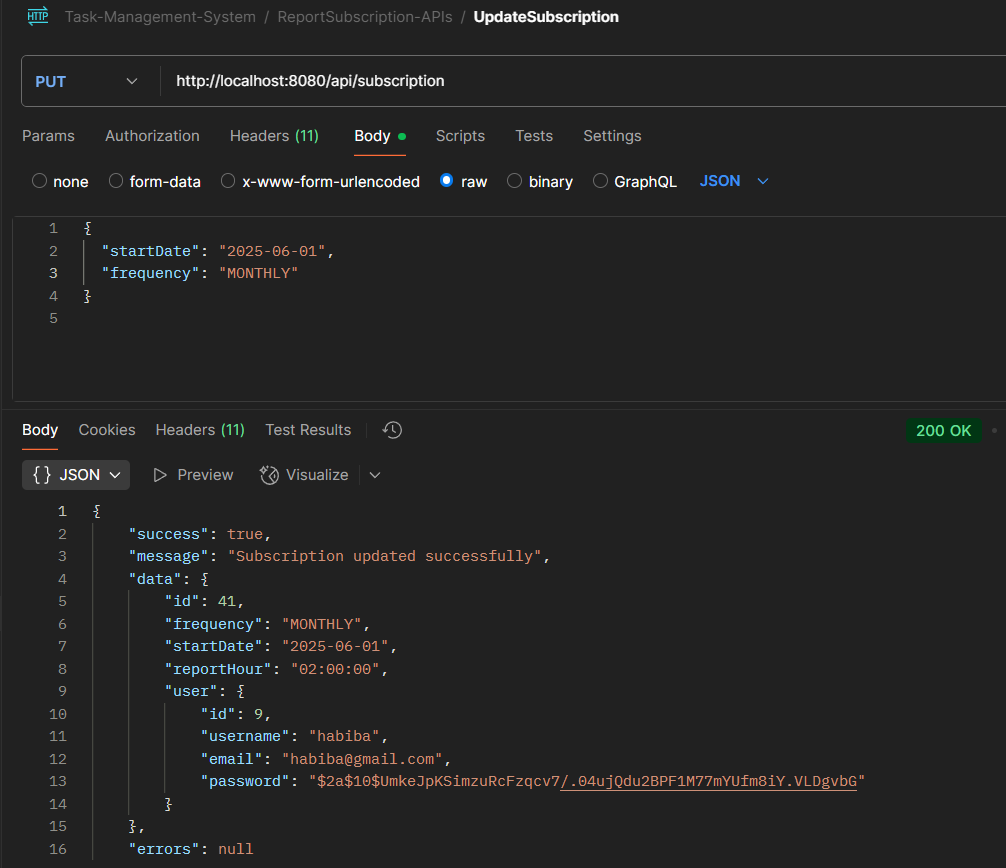 HTTP Task-Management-System / ReportSubscription-APIs / UpdateSubscription
PUT http://localhost:8080/api/subscription
Params Authorization Headers (11) Body Scripts Tests Settings
none form-data x-www-form-urlencoded raw binary GraphQL JSON
1 {
2 "startDate": "2025-06-01",
3 "frequency": "MONTHLY"
4 }
5
Body Cookies Headers (11) Test Results 200 OK
{} JSON Preview Visualize
1 {
2 "success": true,
3 "message": "Subscription updated successfully",
4 "data": {
5 "id": 41,
6 "frequency": "MONTHLY",
7 "startDate": "2025-06-01",
8 "reportHour": "02:00:00",
9 "user": {
10 "id": 9,
11 "username": "habiba",
12 "email": "habiba@gmail.com",
13 "password": "$2a$10$UmkeJpKSimzuRcFzqcv7/.04ujQdu2BPF1M77mYUfm8iY.VLDgvbG"
14 }
15 },
16 "errors": null